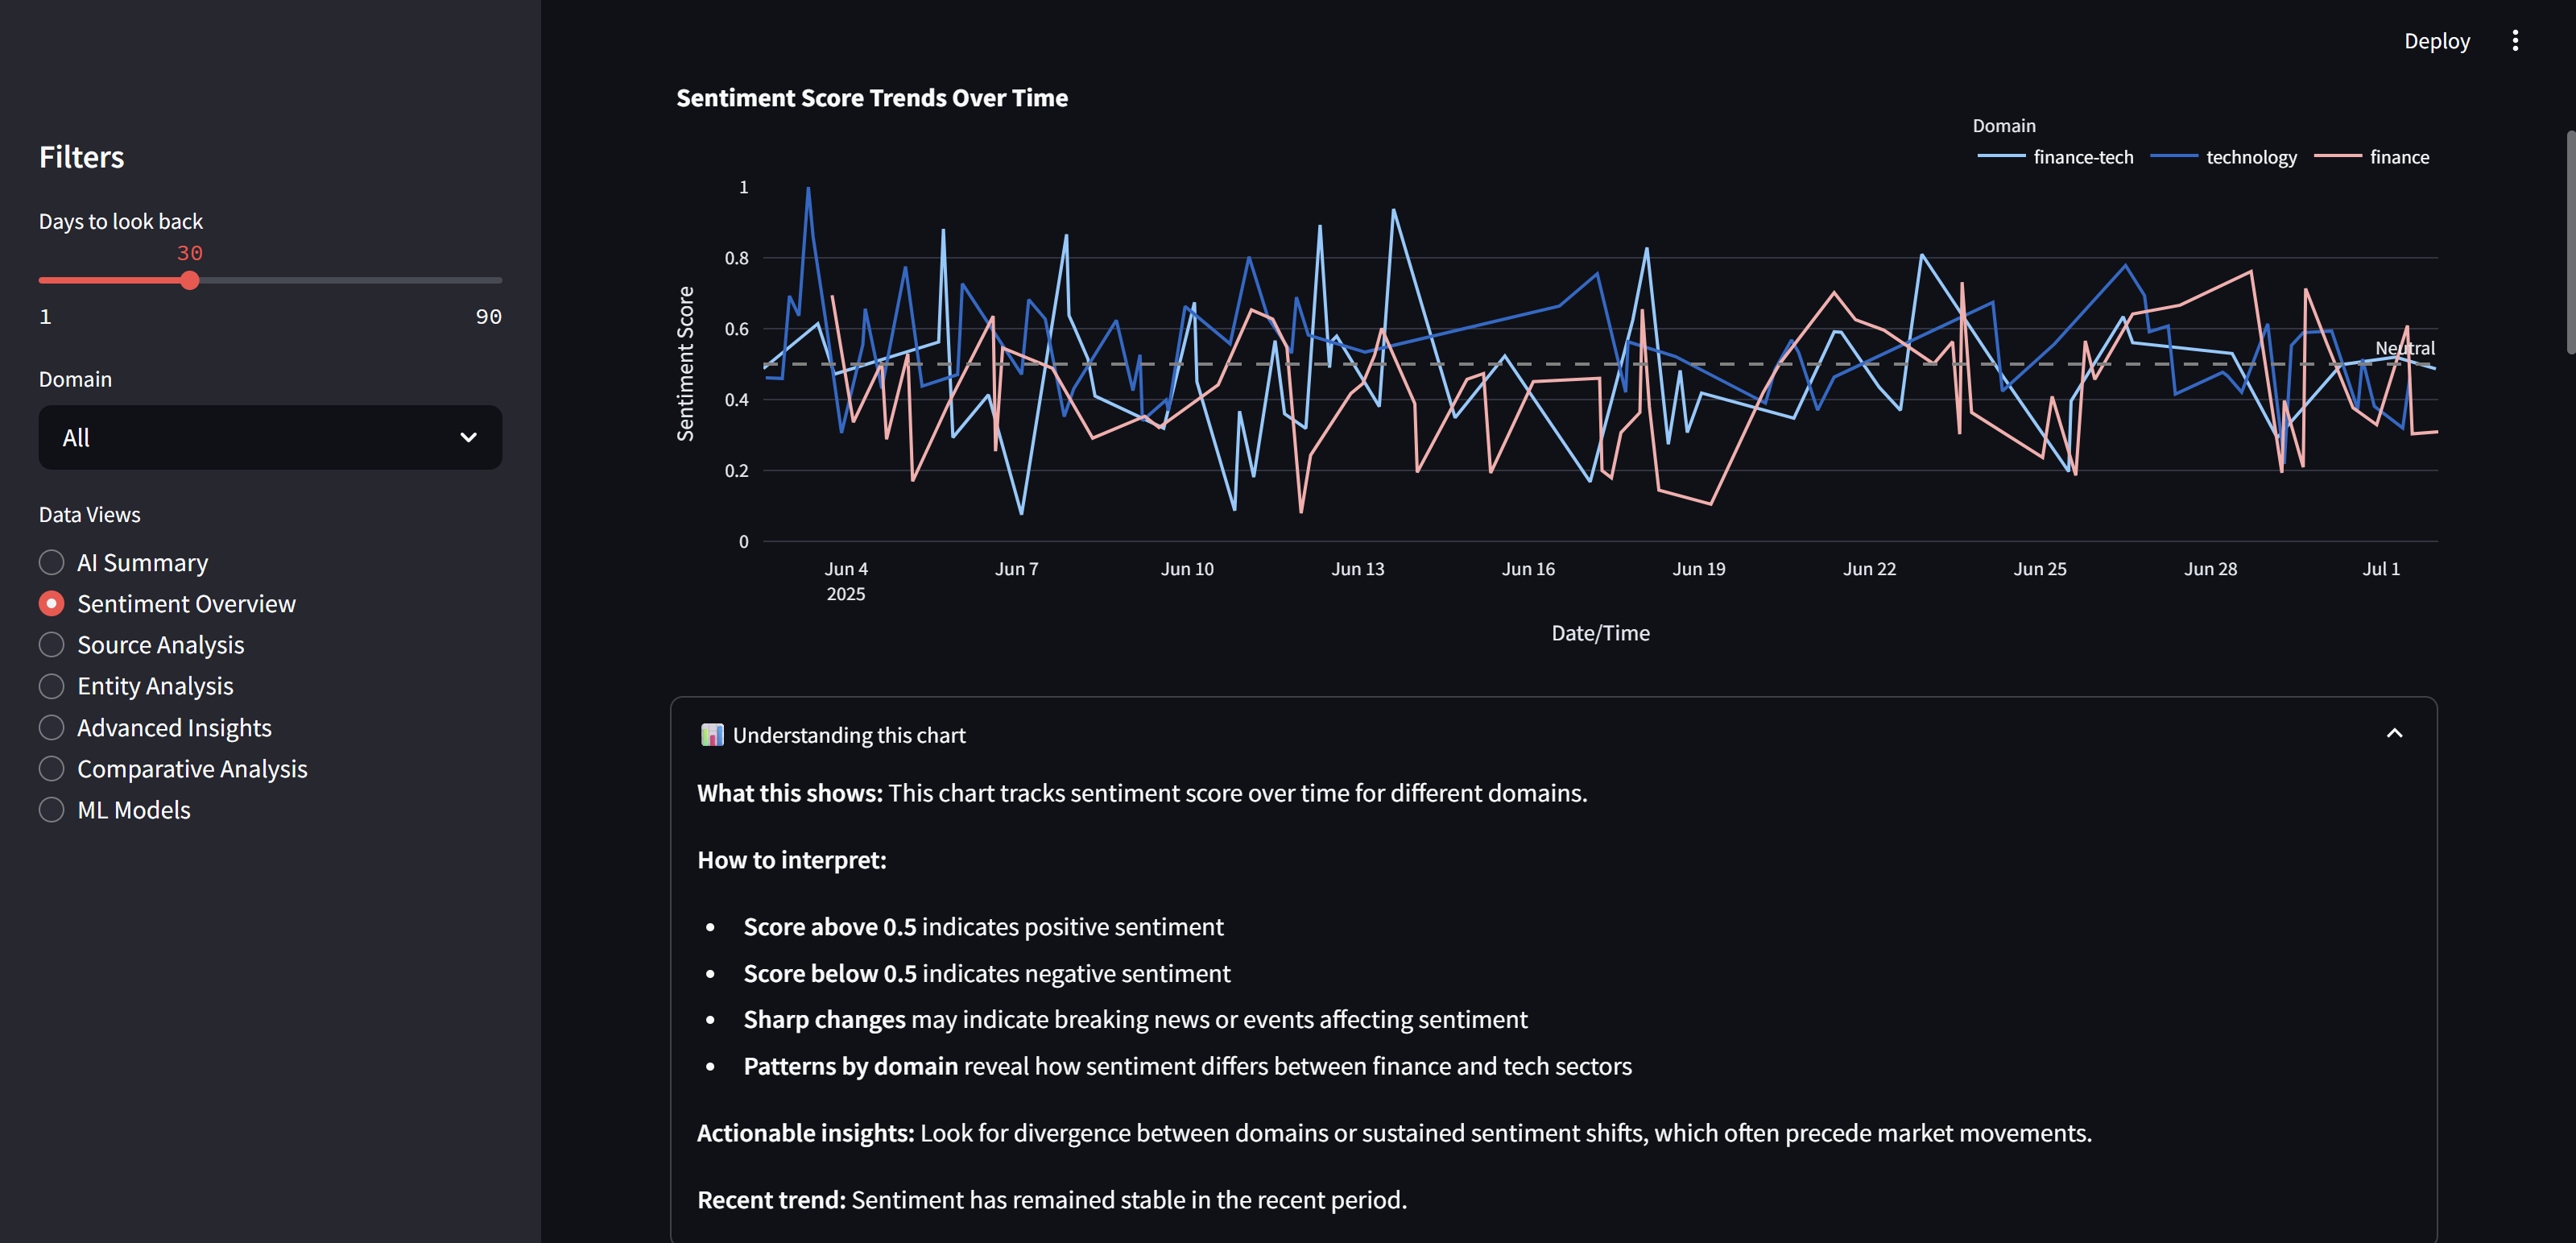 Deploy
Filters
Days to look back
30
1 90
Domain
All
Data Views
AI Summary
Sentiment Overview
Source Analysis
Entity Analysis
Advanced Insights
Comparative Analysis
ML Models
Sentiment Score Trends Over Time
Domain
finance-tech technology finance
Sentiment Score
1
0.8
0.6
0.4
0.2
0
Neutral
Jun 4 Jun 7 Jun 10 Jun 13 Jun 16 Jun 19 Jun 22 Jun 25 Jun 28 Jul 1
2025
Date/Time
Understanding this chart
What this shows: This chart tracks sentiment score over time for different domains.
How to interpret:
• Score above 0.5 indicates positive sentiment
• Score below 0.5 indicates negative sentiment
• Sharp changes may indicate breaking news or events affecting sentiment
• Patterns by domain reveal how sentiment differs between finance and tech sectors
Actionable insights: Look for divergence between domains or sustained sentiment shifts, which often precede market movements.
Recent trend: Sentiment has remained stable in the recent period.